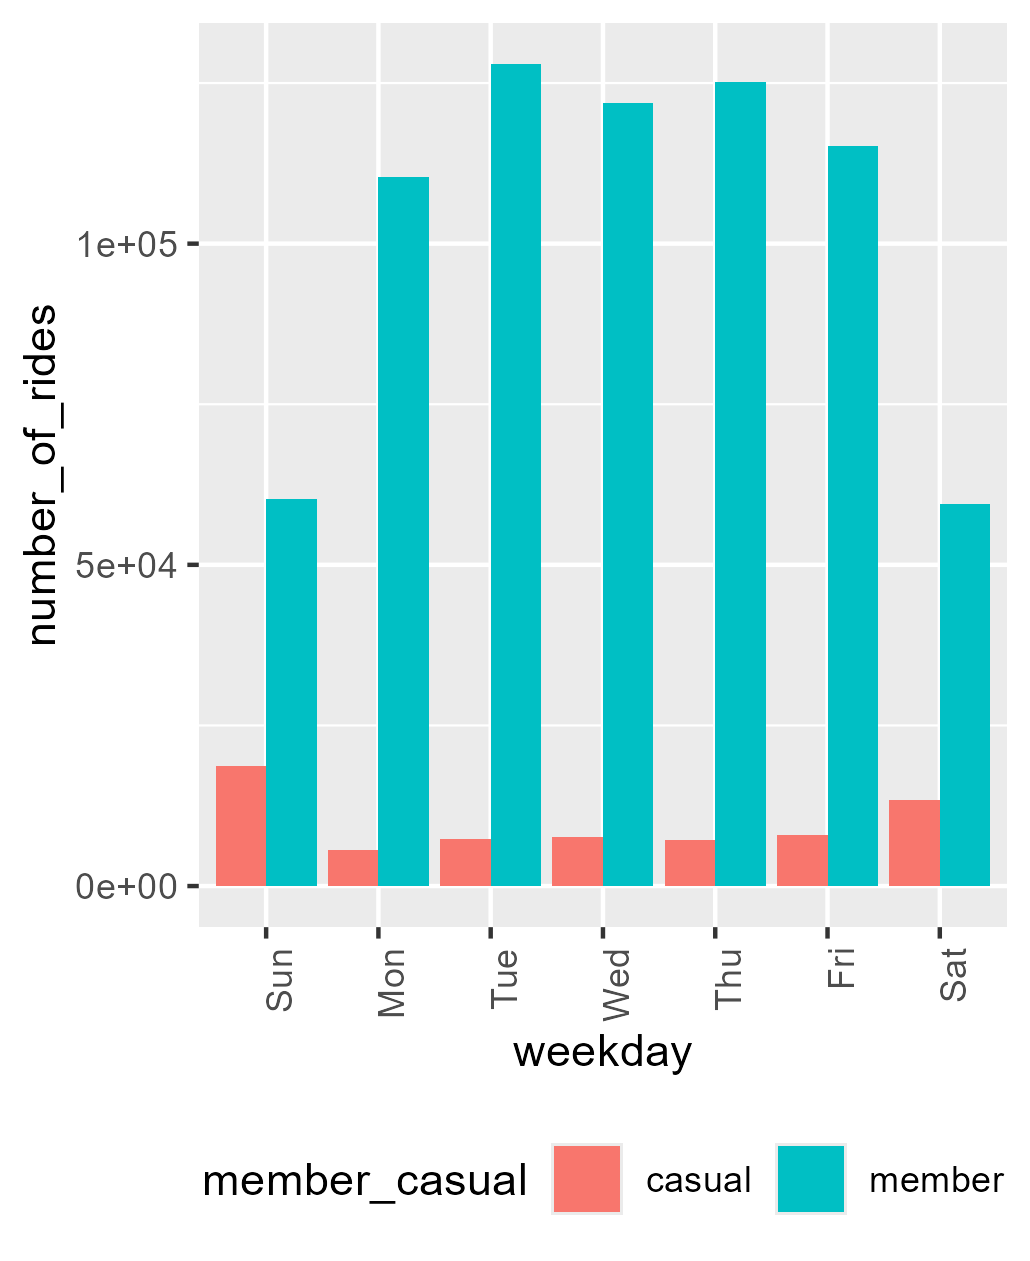 number_of_rides
1e+05
5e+04
0e+00
Sun Mon Tue Wed Thu Fri Sat
weekday
member_casual casual member